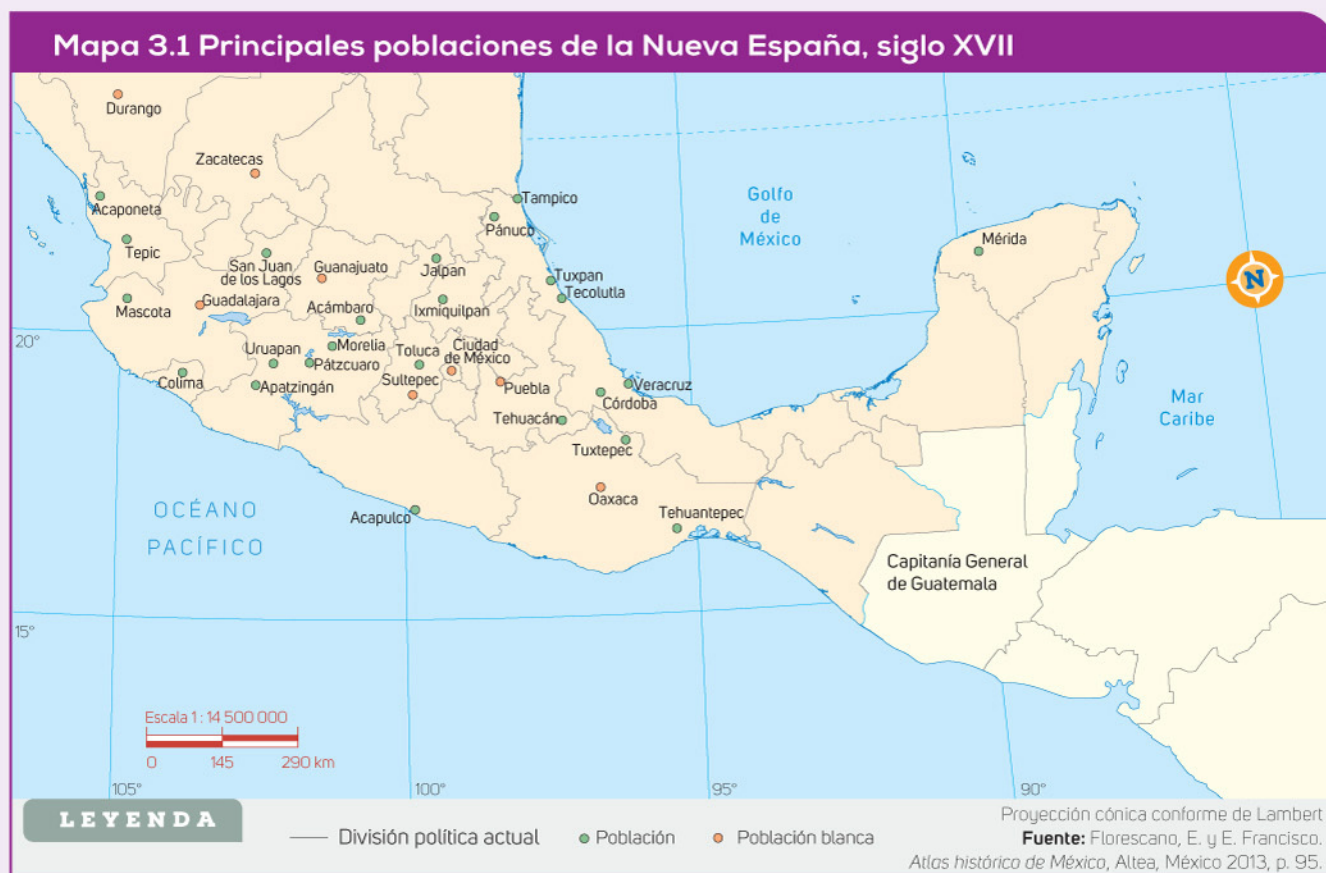 Mapa 3.1 Principales poblaciones de la Nueva España, siglo XVII
Durango
Zacatecas
Acaponeta
Tampico
Pánuco
Golfo
de
México
Mérida
N
Tepic
San Juan
de los Lagos
Guanajuato
Jalpan
Tuxpan
Tecolutla
Mascota
Guadalajara
Acámbaro
Ixmiquilpan
20°
Uruapan
Morelia
Pátzcuaro
Toluca
Ciudad
de México
Colima
Apatzingán
Sultepec
Puebla
Veracruz
Córdoba
Mar
Caribe
Tehuacán
Tuxtepec
Oaxaca
OCÉANO
PACÍFICO
Acapulco
Tehuantepec
Capitanía General
de Guatemala
15°
Escala 1 : 14 500 000
0 145 290 km
105° 100° 95° 90°
LEYENDA
División política actual
Población
Población blanca
Proyección cónica conforme de Lambert
Fuente: Florescano, E. y E. Francisco.
Atlas histórico de México, Altea, México 2013, p. 95.